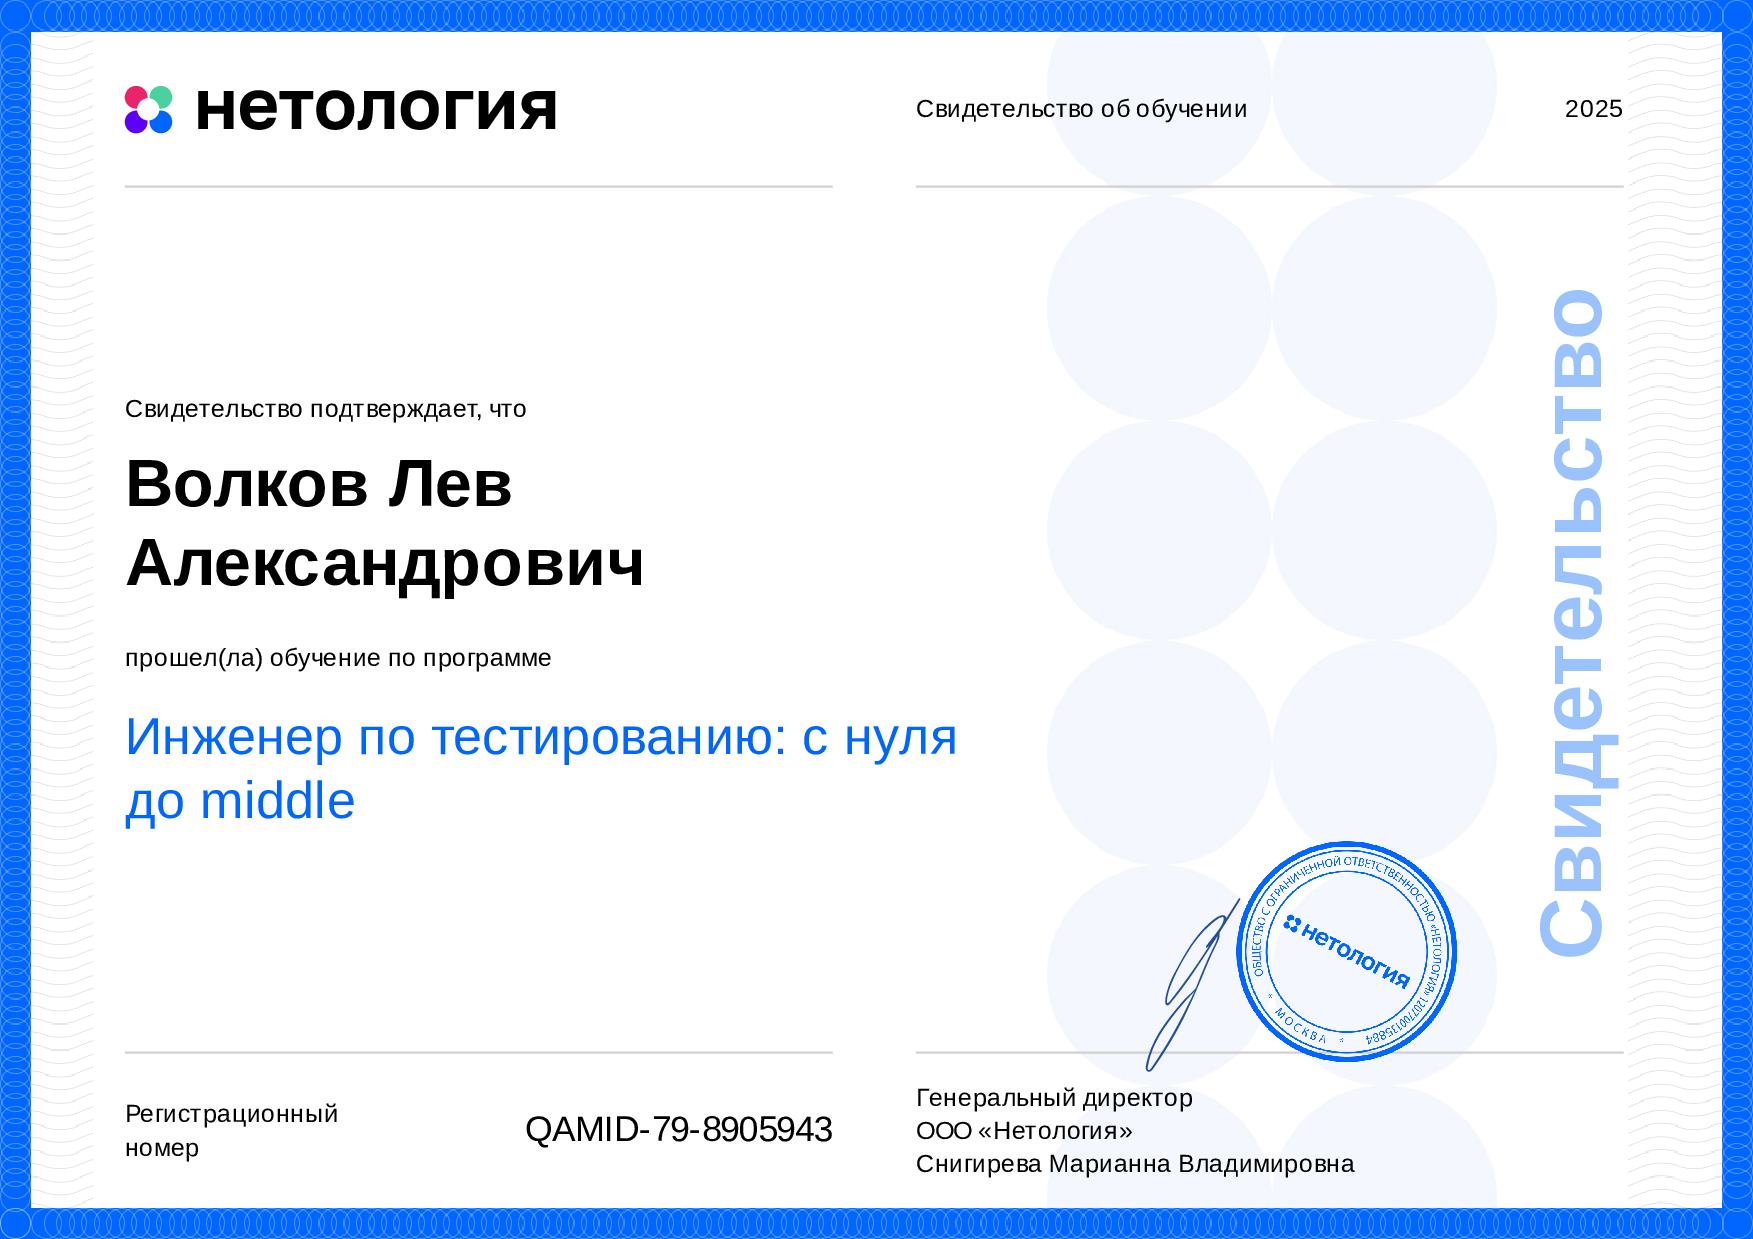 нетология
Свидетельство об обучении
2025
Свидетельство подтверждает, что
Волков Лев
Александрович
прошел(ла) обучение по программе
Инженер по тестированию: с нуля
до middle
Свидетельство
ОБЩЕСТВО С ОГРАНИЧЕННОЙ ОТВЕТСТВЕННОСТЬЮ «НЕТОЛОГИЯ» 1207700135884
* МОСКВА *
нетология
Регистрационный
номер
QAMID-79-8905943
Генеральный директор
ООО «Нетология»
Снигирева Марианна Владимировна